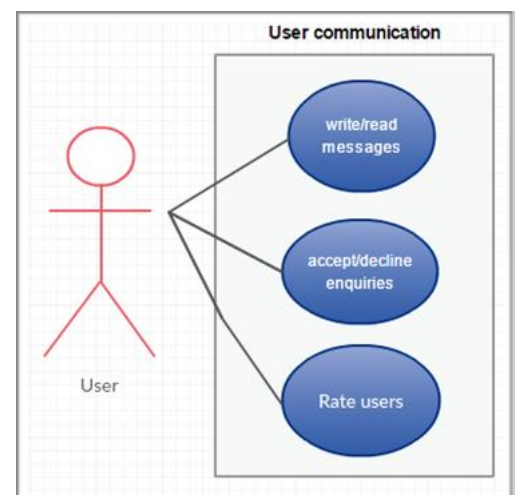 User communication
write/read
messages
accept/decline
enquiries
Rate users
User